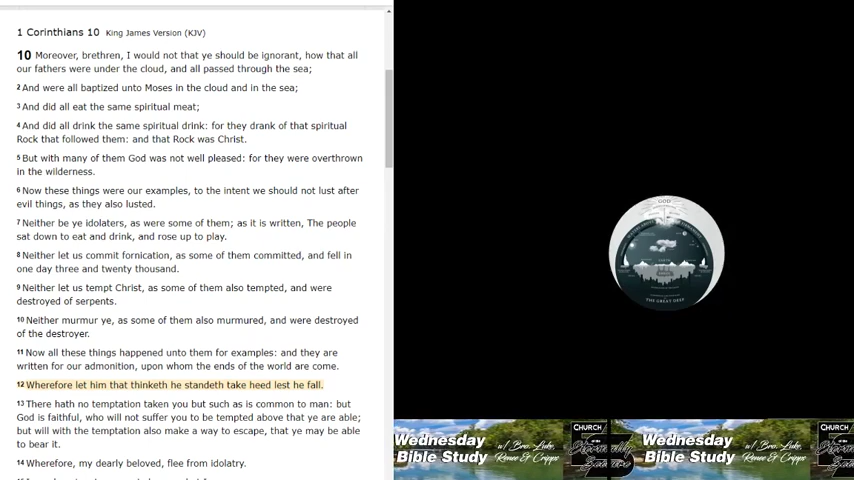 1 Corinthians 10 King James Version (KJV)
10 Moreover, brethren, I would not that ye should be ignorant, how that all
our fathers were under the cloud, and all passed through the sea;
2 And were all baptized unto Moses in the cloud and in the sea;
3 And did all eat the same spiritual meat;
4 And did all drink the same spiritual drink: for they drank of that spiritual
Rock that followed them: and that Rock was Christ.
5 But with many of them God was not well pleased: for they were overthrown
in the wilderness.
6 Now these things were our examples, to the intent we should not lust after
evil things, as they also lusted.
7 Neither be ye idolaters, as were some of them; as it is written, The people
sat down to eat and drink, and rose up to play.
8 Neither let us commit fornication, as some of them committed, and fell in
one day three and twenty thousand.
9 Neither let us tempt Christ, as some of them also tempted, and were
destroyed of serpents.
10 Neither murmur ye, as some of them also murmured, and were destroyed
of the destroyer.
11 Now all these things happened unto them for examples: and they are
written for our admonition, upon whom the ends of the world are come.
12 Wherefore let him that thinketh he standeth take heed lest he fall.
13 There hath no temptation taken you but such as is common to man: but
God is faithful, who will not suffer you to be tempted above that ye are able;
but will with the temptation also make a way to escape, that ye may be able
to bear it.
14 Wherefore, my dearly beloved, flee from idolatry.
GOD
THE GREAT DEEP
Wednesday
Bible Study
w/ Bro. Luke,
Renee & Cripps
CHURCH
of the
Eternally
Secure
Wednesday
Bible Study
w/ Bro. Luke,
Renee & Cripps
CHURCH